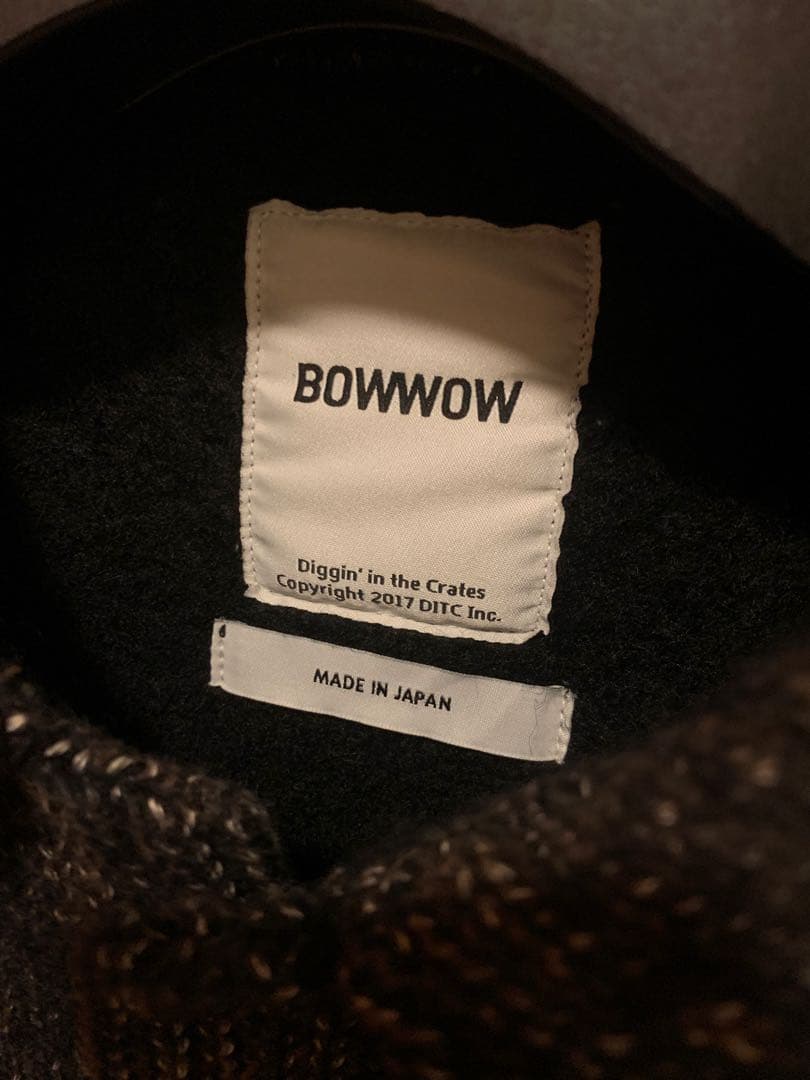 BOWWOW
Diggin' in the Crates
Copyright 2017 DITC Inc.
MADE IN JAPAN